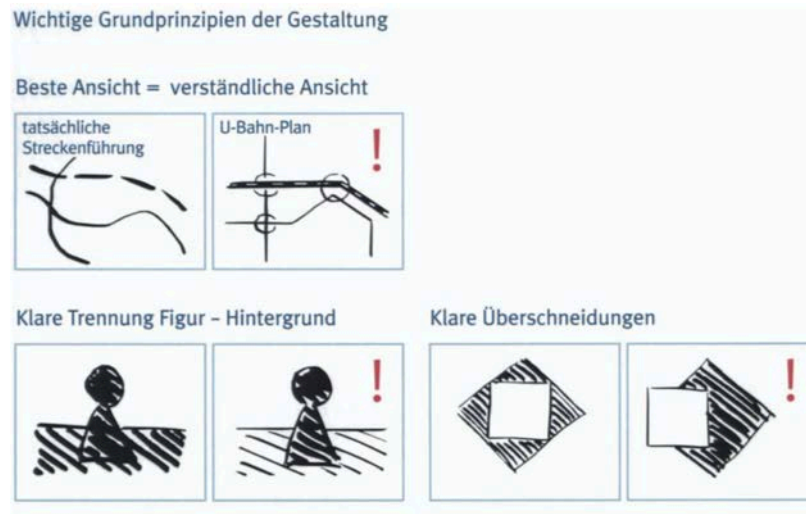 Wichtige Grundprinzipien der Gestaltung
Beste Ansicht = verständliche Ansicht
tatsächliche
Streckenführung
U-Bahn-Plan
!
Klare Trennung Figur – Hintergrund
!
Klare Überschneidungen
!